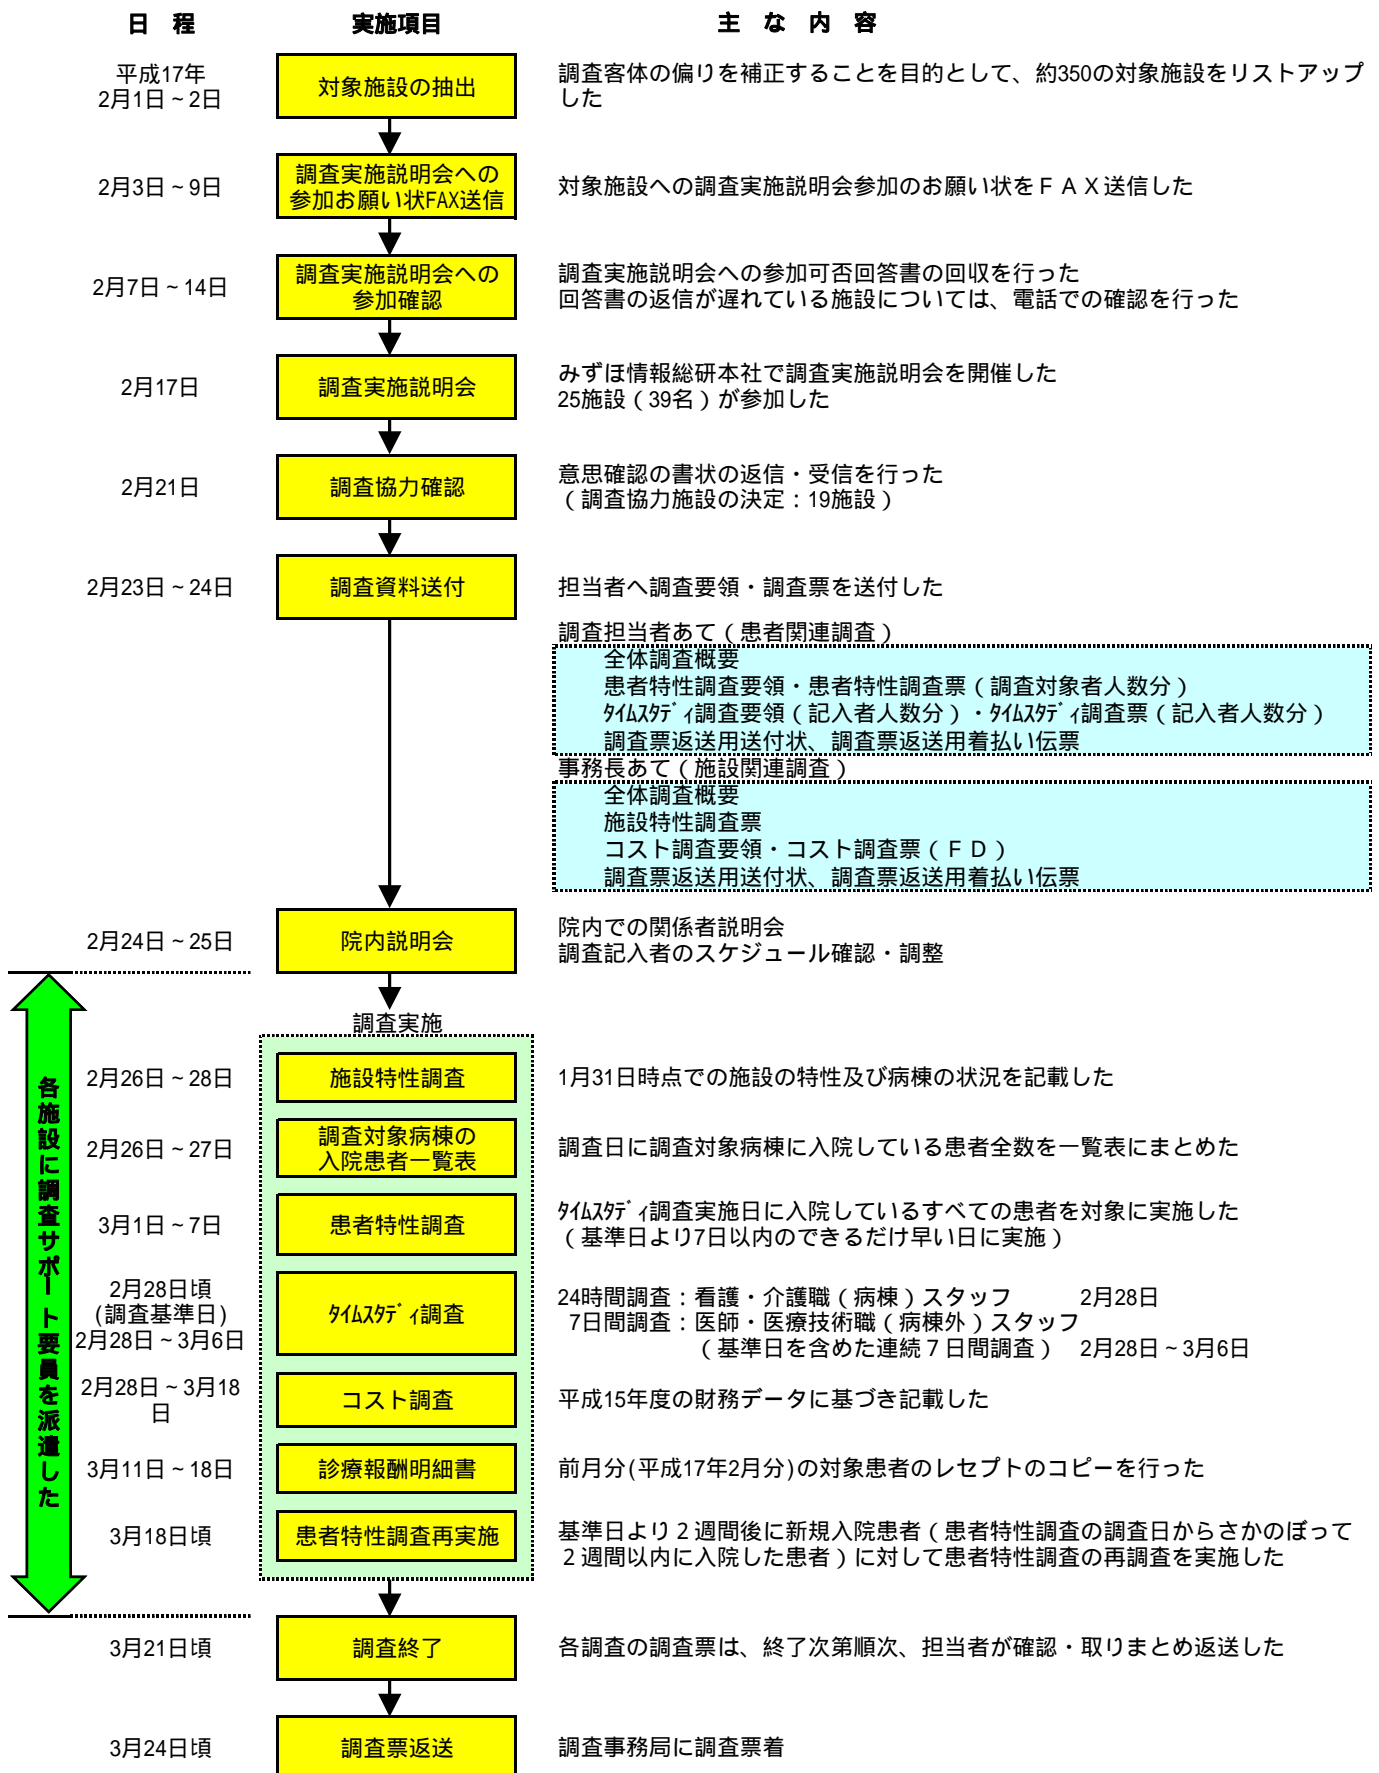 日　程
実施項目
主　な　内　容
平成17年
2月1日～2日
対象施設の抽出
調査客体の偏りを補正することを目的として、約350の対象施設をリストアップ
した
2月3日～9日
調査実施説明会への
参加お願い状FAX送信
対象施設への調査実施説明会参加のお願い状をＦＡＸ送信した
2月7日～14日
調査実施説明会への
参加確認
調査実施説明会への参加可否回答書の回収を行った
回答書の返信が遅れている施設については、電話での確認を行った
2月17日
調査実施説明会
みずほ情報総研本社で調査実施説明会を開催した
25施設（39名）が参加した
2月21日
調査協力確認
意思確認の書状の返信・受信を行った
（調査協力施設の決定：19施設）
2月23日～24日
調査資料送付
担当者へ調査要領・調査票を送付した
調査担当者あて（患者関連調査）
全体調査概要
患者特性調査要領・患者特性調査票（調査対象者人数分）
ﾀｲﾑｽﾀﾃﾞｨ調査要領（記入者人数分）・ﾀｲﾑｽﾀﾃﾞｨ調査票（記入者人数分）
調査票返送用送付状、調査票返送用着払い伝票
事務長あて（施設関連調査）
全体調査概要
施設特性調査票
コスト調査要領・コスト調査票（ＦＤ）
調査票返送用送付状、調査票返送用着払い伝票
2月24日～25日
院内説明会
院内での関係者説明会
調査記入者のスケジュール確認・調整
各施設に調査サポート要員を派遣した
調査実施
2月26日～28日
施設特性調査
1月31日時点での施設の特性及び病棟の状況を記載した
2月26日～27日
調査対象病棟の
入院患者一覧表
調査日に調査対象病棟に入院している患者全数を一覧表にまとめた
3月1日～7日
患者特性調査
ﾀｲﾑｽﾀﾃﾞｨ調査実施日に入院しているすべての患者を対象に実施した
（基準日より7日以内のできるだけ早い日に実施）
2月28日頃
(調査基準日)
2月28日～3月6日
ﾀｲﾑｽﾀﾃﾞｨ調査
24時間調査：看護・介護職（病棟）スタッフ　2月28日
7日間調査：医師・医療技術職（病棟外）スタッフ
（基準日を含めた連続７日間調査）　2月28日～3月6日
2月28日～3月18
日
コスト調査
平成15年度の財務データに基づき記載した
3月11日～18日
診療報酬明細書
前月分(平成17年2月分)の対象患者のレセプトのコピーを行った
3月18日頃
患者特性調査再実施
基準日より２週間後に新規入院患者（患者特性調査の調査日からさかのぼって
２週間以内に入院した患者）に対して患者特性調査の再調査を実施した
3月21日頃
調査終了
各調査の調査票は、終了次第順次、担当者が確認・取りまとめ返送した
3月24日頃
調査票返送
調査事務局に調査票着